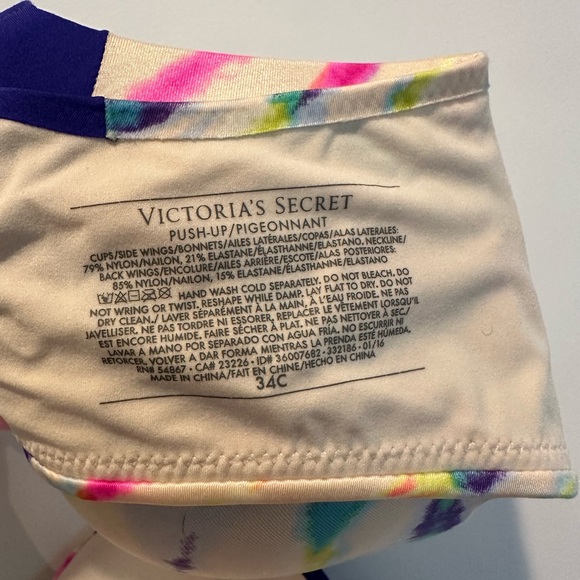 VICTORIA'S SECRET
PUSH-UP/PIGEONNANT
CUPS/SIDE WINGS/BONNETS/AILES LATÉRALES/COPAS/ALAS LATERALES:
79% NYLON/NAILON, 21% ELASTANE/ÉLASTHANNE/ELASTANO, NECKLINE/
BACK WINGS/ENCOLURE/AILES ARRIÈRE/ESCOTE/ALAS POSTERIORES:
85% NYLON/NAILON, 15% ELASTANE/ÉLASTHANNE/ELASTANO
HAND WASH COLD SEPARATELY. DO NOT BLEACH. DO
NOT WRING OR TWIST. RESHAPE WHILE DAMP. LAY FLAT TO DRY. DO NOT
DRY CLEAN./ LAVER SÉPARÉMENT À LA MAIN, À L'EAU FROIDE. NE PAS
JAVELLISER. NE PAS TORDRE NI ESSORER. REPLACER LE VÊTEMENT LORSQU'IL
EST ENCORE HUMIDE. FAIRE SÉCHER À PLAT. NE PAS NETTOYER À SEC./
LAVAR A MANO POR SEPARADO CON AGUA FRÍA. NO ESCURRIR NI
RETORCER. VOLVER A DAR FORMA MIENTRAS LA PRENDA ESTÉ HÚMEDA.
RN# 54867 • CA# 23226 • ID# 36007682 • 332186 • 01/16
MADE IN CHINA/FAIT EN CHINE/HECHO EN CHINA
34C